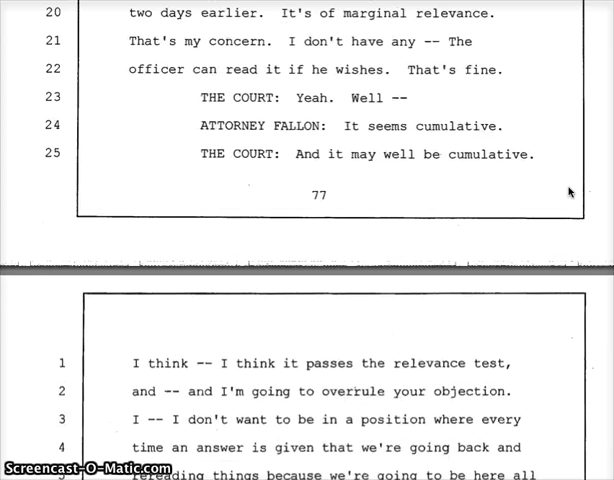 20 two days earlier. It's of marginal relevance.
21 That's my concern. I don't have any -- The
22 officer can read it if he wishes. That's fine.
23 THE COURT: Yeah. Well --
24 ATTORNEY FALLON: It seems cumulative.
25 THE COURT: And it may well be cumulative.
77
1 I think -- I think it passes the relevance test,
2 and -- and I'm going to overrule your objection.
3 I -- I don't want to be in a position where every
4 time an answer is given that we're going back and
5 rereading things because we're going to be here all
Screencast-O-Matic.com